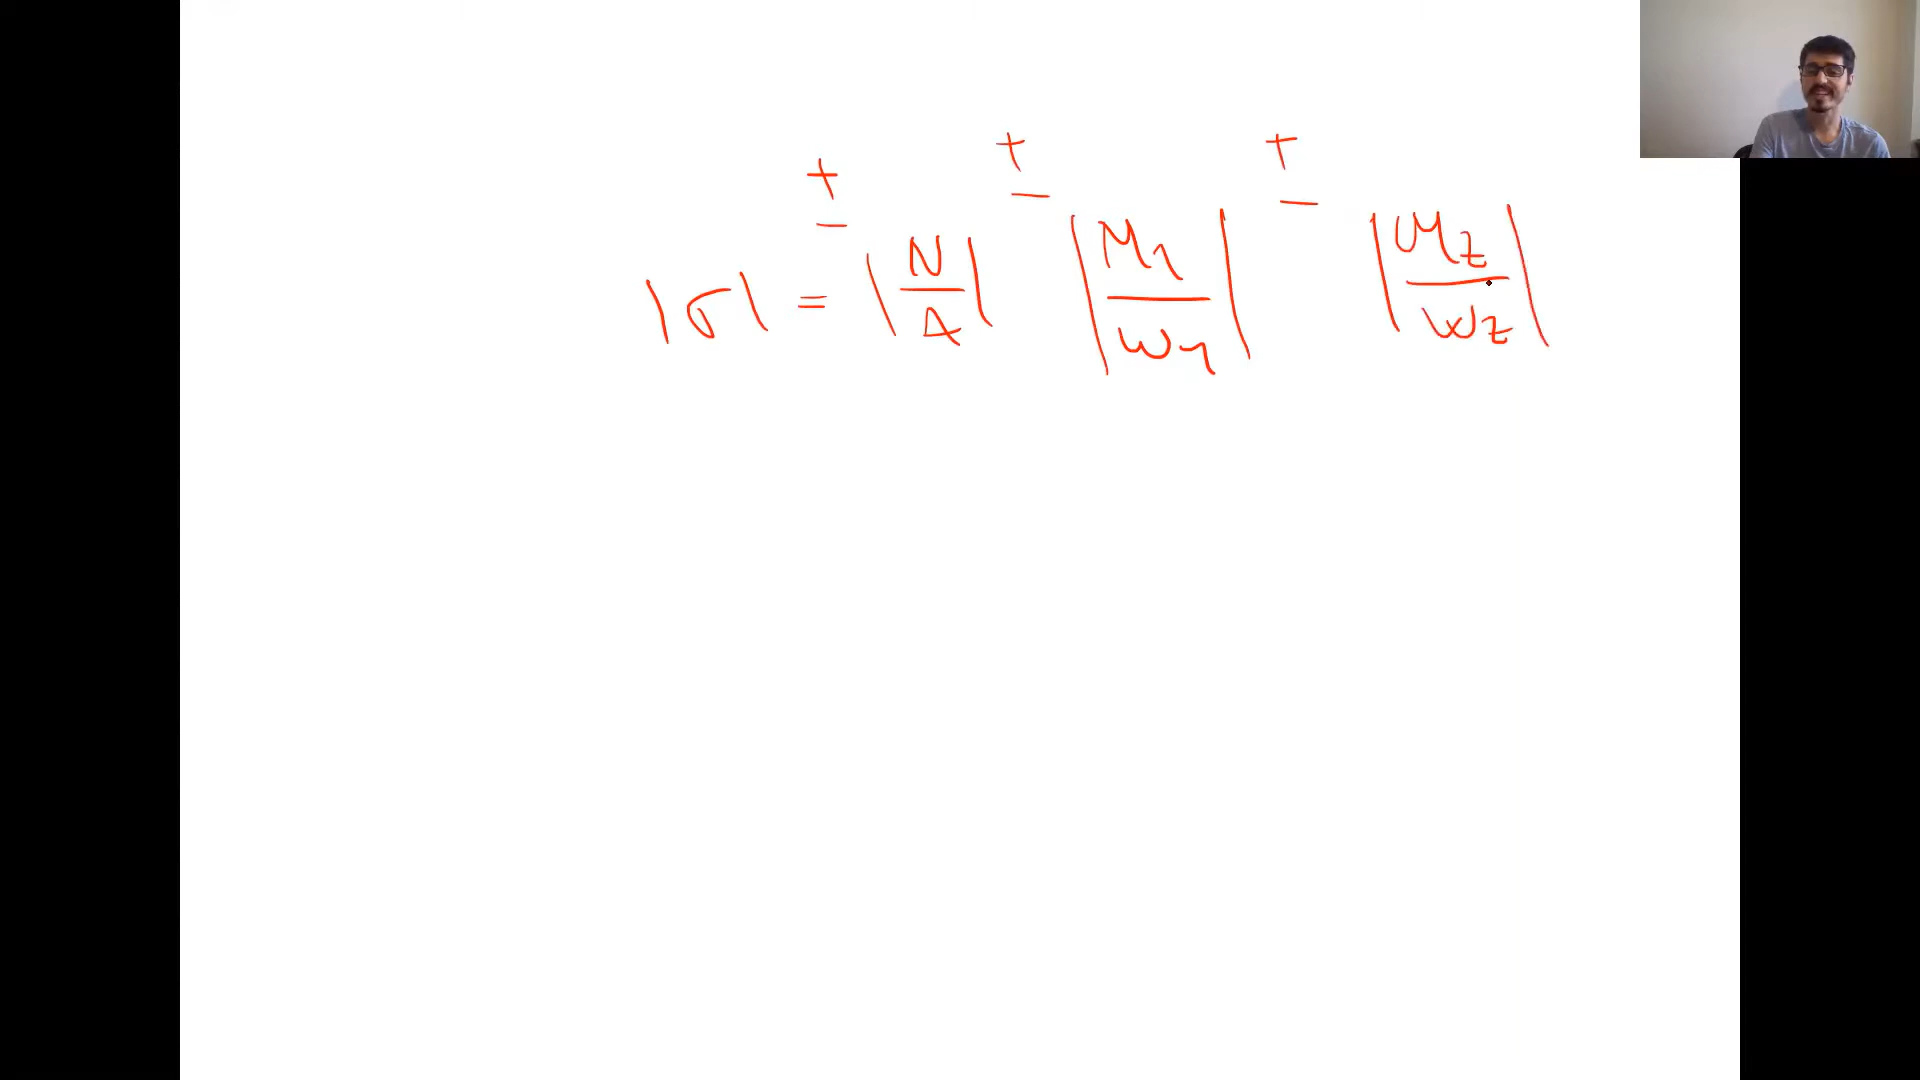 |σ| = ± |N/A| ± |My/Wy| ± |Mz/Wz|